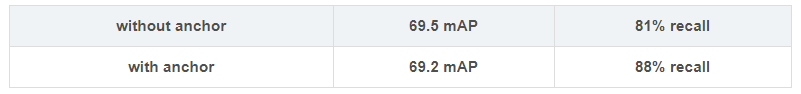 without anchor 69.5 mAP 81% recall
with anchor 69.2 mAP 88% recall